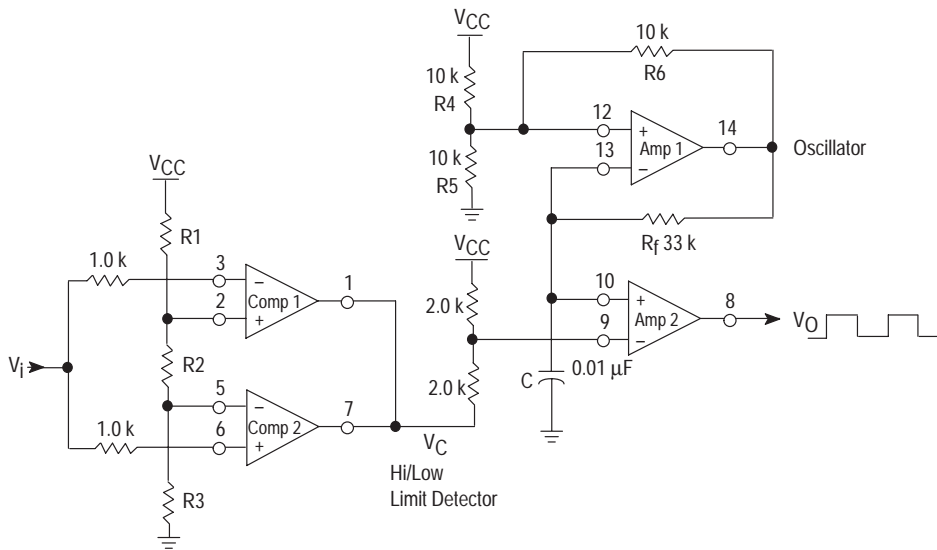 VCC
10 k
R4
10 k
R6
12
+
Amp 1
14
13
−
Oscillator
10 k
R5
Rf 33 k
VCC
R1
1.0 k
3
−
Comp 1
1
2
+
R2
Vi
5
−
Comp 2
7
6
+
1.0 k
R3
VC
Hi/Low
Limit Detector
VCC
2.0 k
2.0 k
10
+
Amp 2
8
9
−
VO
C
0.01 µF